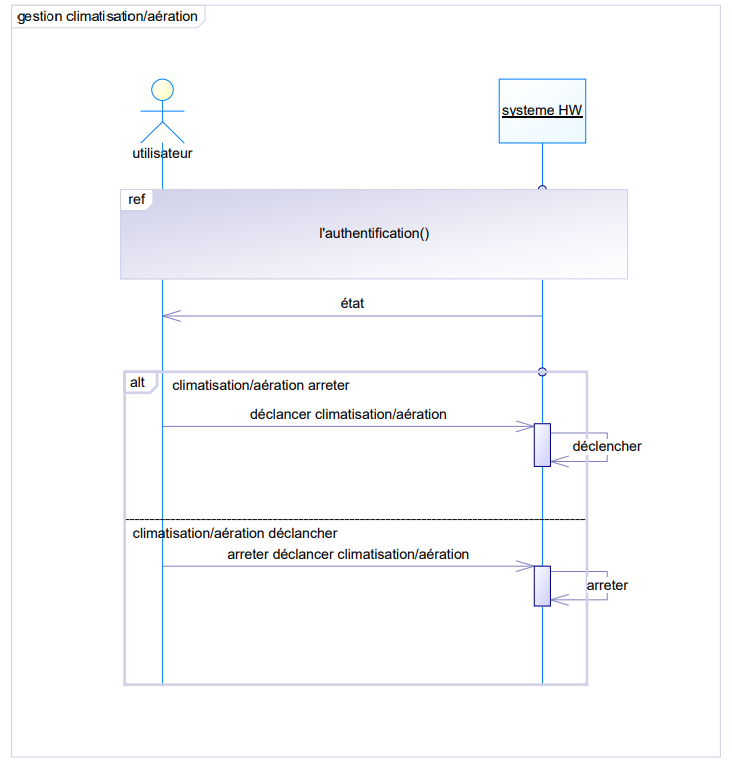 gestion climatisation/aération
systeme HW
utilisateur
ref
l'authentification()
état
alt
climatisation/aération arreter
déclancer climatisation/aération
déclencher
climatisation/aération déclancher
arreter déclancer climatisation/aération
arreter